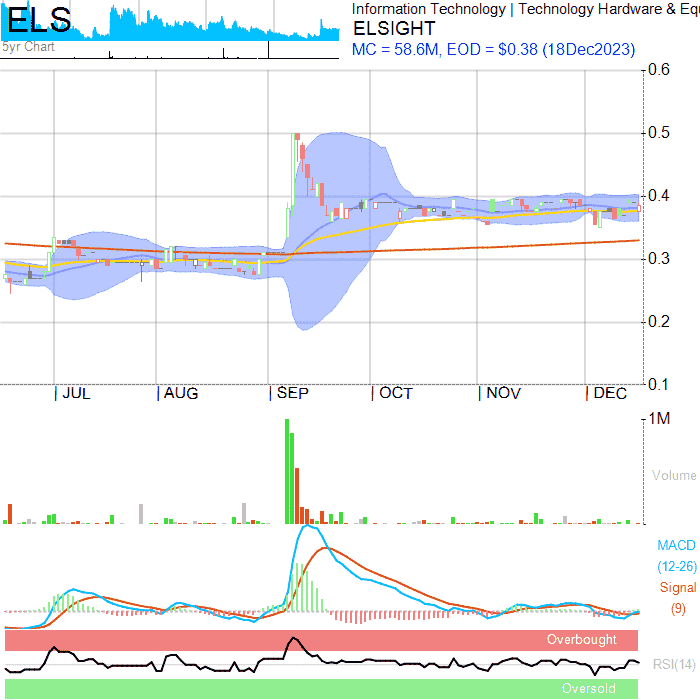 ELS
5yr Chart
Information Technology | Technology Hardware & Eq
ELSIGHT
MC = 58.6M, EOD = $0.38 (18Dec2023)
0.6
0.5
0.4
0.3
0.2
0.1
| JUL | AUG | SEP | OCT | NOV | DEC
1M
Volume
MACD
(12-26)
Signal
(9)
Overbought
RSI(14)
Oversold